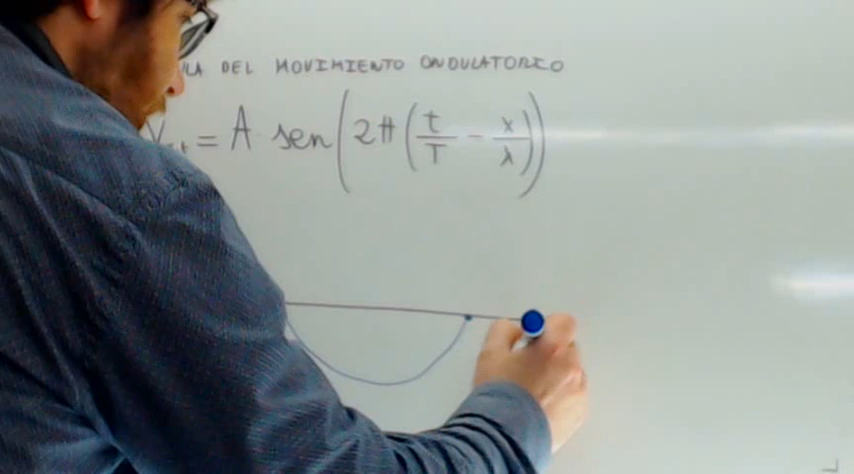 DEL MOVIMIENTO ONDULATORIO
= A sen(2π(t/T - x/λ))